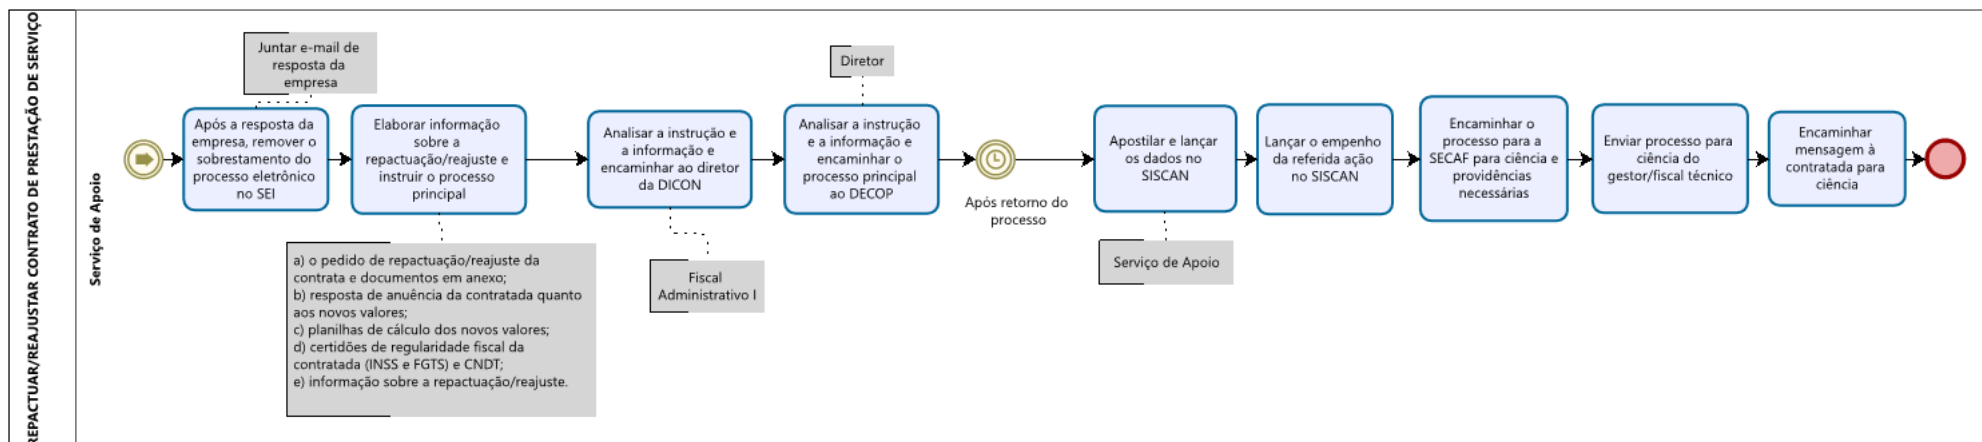 REPACTUAR/REAJUSTAR CONTRATO DE PRESTAÇÃO DE SERVIÇO
Serviço de Apoio
Juntar e-mail de
resposta da
empresa
Após a resposta da
empresa, remover o
sobrestamento do
processo eletrônico
no SEI
Elaborar informação
sobre a
repactuação/reajuste e
instruir o processo
principal
a) o pedido de repactuação/reajuste da
contrata e documentos em anexo;
b) resposta de anuência da contratada quanto
aos novos valores;
c) planilhas de cálculo dos novos valores;
d) certidões de regularidade fiscal da
contratada (INSS e FGTS) e CNDT;
e) informação sobre a repactuação/reajuste.
Analisar a instrução e
a informação e
encaminhar ao diretor
da DICON
Fiscal
Administrativo I
Diretor
Analisar a instrução
e a informação e
encaminhar o
processo principal
ao DECOP
Após retorno do
processo
Apostilar e lançar
os dados no
SISCAN
Serviço de Apoio
Lançar o empenho
da referida ação
no SISCAN
Encaminhar o
processo para a
SECAF para ciência e
providências
necessárias
Enviar processo para
ciência do
gestor/fiscal técnico
Encaminhar
mensagem à
contratada para
ciência